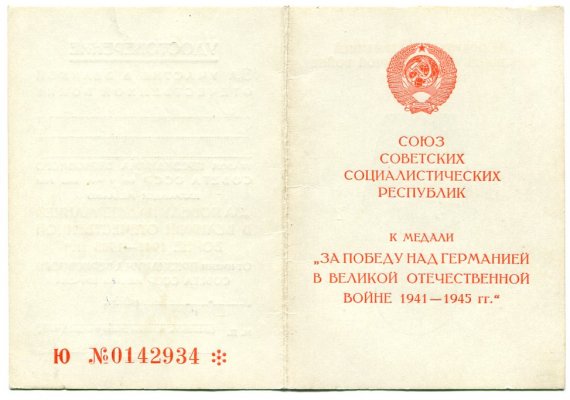 Ю №0142934
СОЮЗ
СОВЕТСКИХ
СОЦИАЛИСТИЧЕСКИХ
РЕСПУБЛИК
К МЕДАЛИ
„ЗА ПОБЕДУ НАД ГЕРМАНИЕЙ
В ВЕЛИКОЙ ОТЕЧЕСТВЕННОЙ
ВОЙНЕ 1941—1945 гг.“